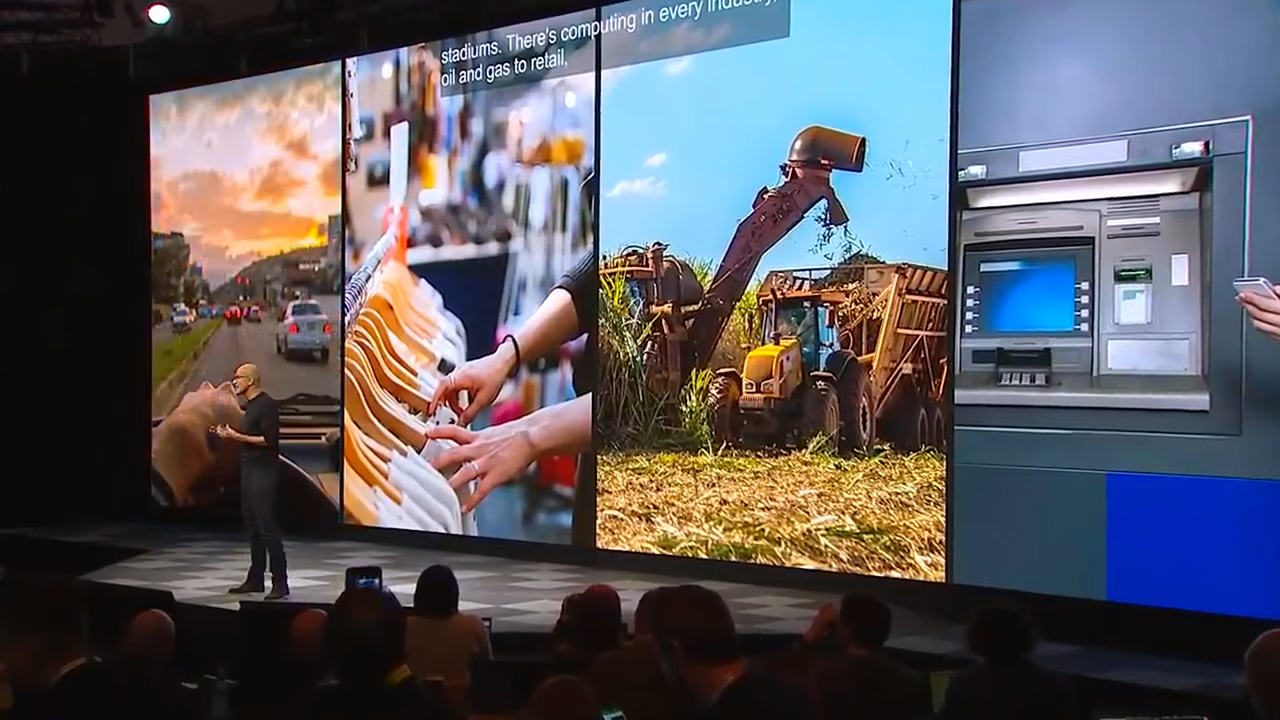 stadiums. There's computing in every industry,
oil and gas to retail,